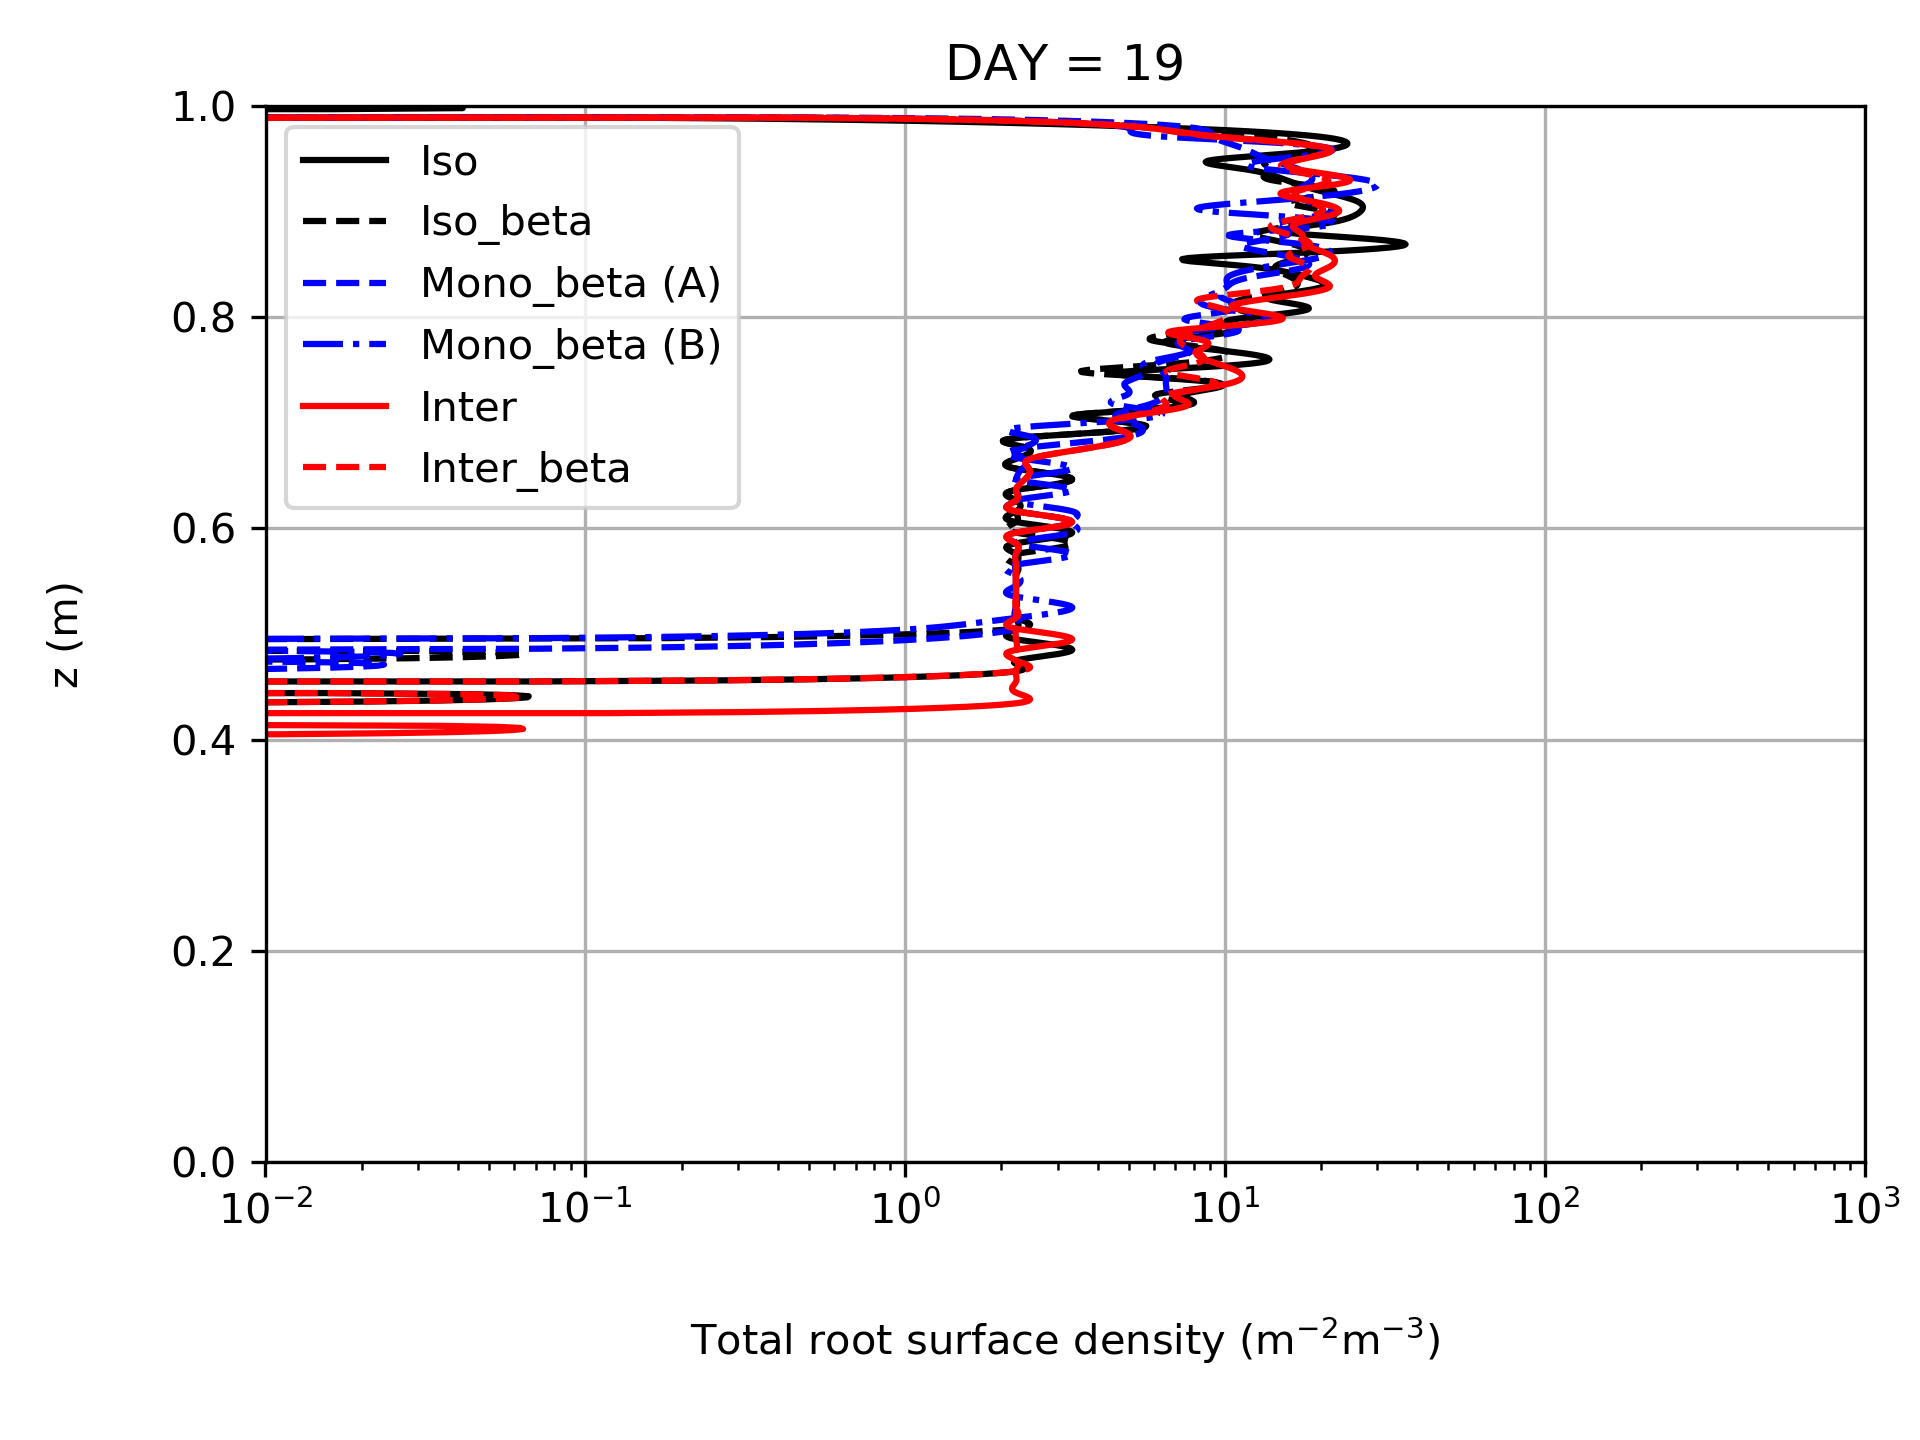 DAY = 19
1.0
0.8
0.6
0.4
0.2
0.0
z (m)
Iso
Iso_beta
Mono_beta (A)
Mono_beta (B)
Inter
Inter_beta
10⁻² 10⁻¹ 10⁰ 10¹ 10² 10³
Total root surface density (m⁻²m⁻³)